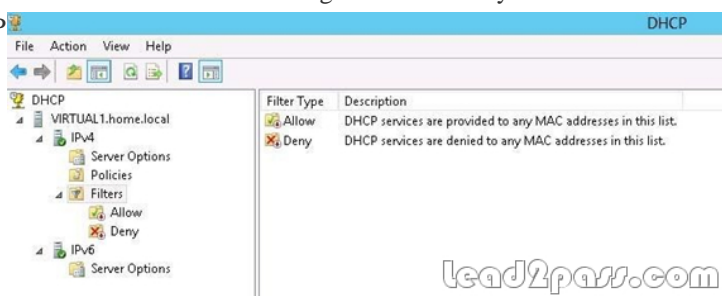 DHCP
File Action View Help
DHCP
VIRTUAL1.home.local
IPv4
Server Options
Policies
Filters
Allow
Deny
IPv6
Server Options
Filter Type Description
Allow DHCP services are provided to any MAC addresses in this list.
Deny DHCP services are denied to any MAC addresses in this list.
Lead2pass.com